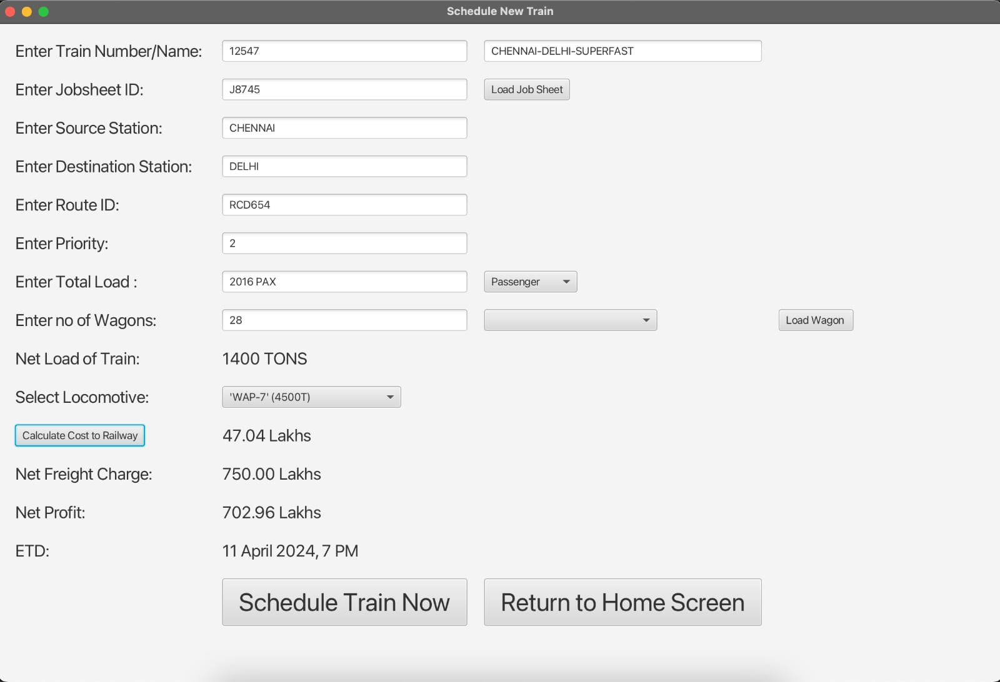 Schedule New Train
Enter Train Number/Name: 12547 CHENNAI-DELHI-SUPERFAST
Enter Jobsheet ID: J8745 Load Job Sheet
Enter Source Station: CHENNAI
Enter Destination Station: DELHI
Enter Route ID: RCD654
Enter Priority: 2
Enter Total Load : 2016 PAX Passenger
Enter no of Wagons: 28 Load Wagon
Net Load of Train: 1400 TONS
Select Locomotive: 'WAP-7' (4500T)
Calculate Cost to Railway 47.04 Lakhs
Net Freight Charge: 750.00 Lakhs
Net Profit: 702.96 Lakhs
ETD: 11 April 2024, 7 PM
Schedule Train Now Return to Home Screen